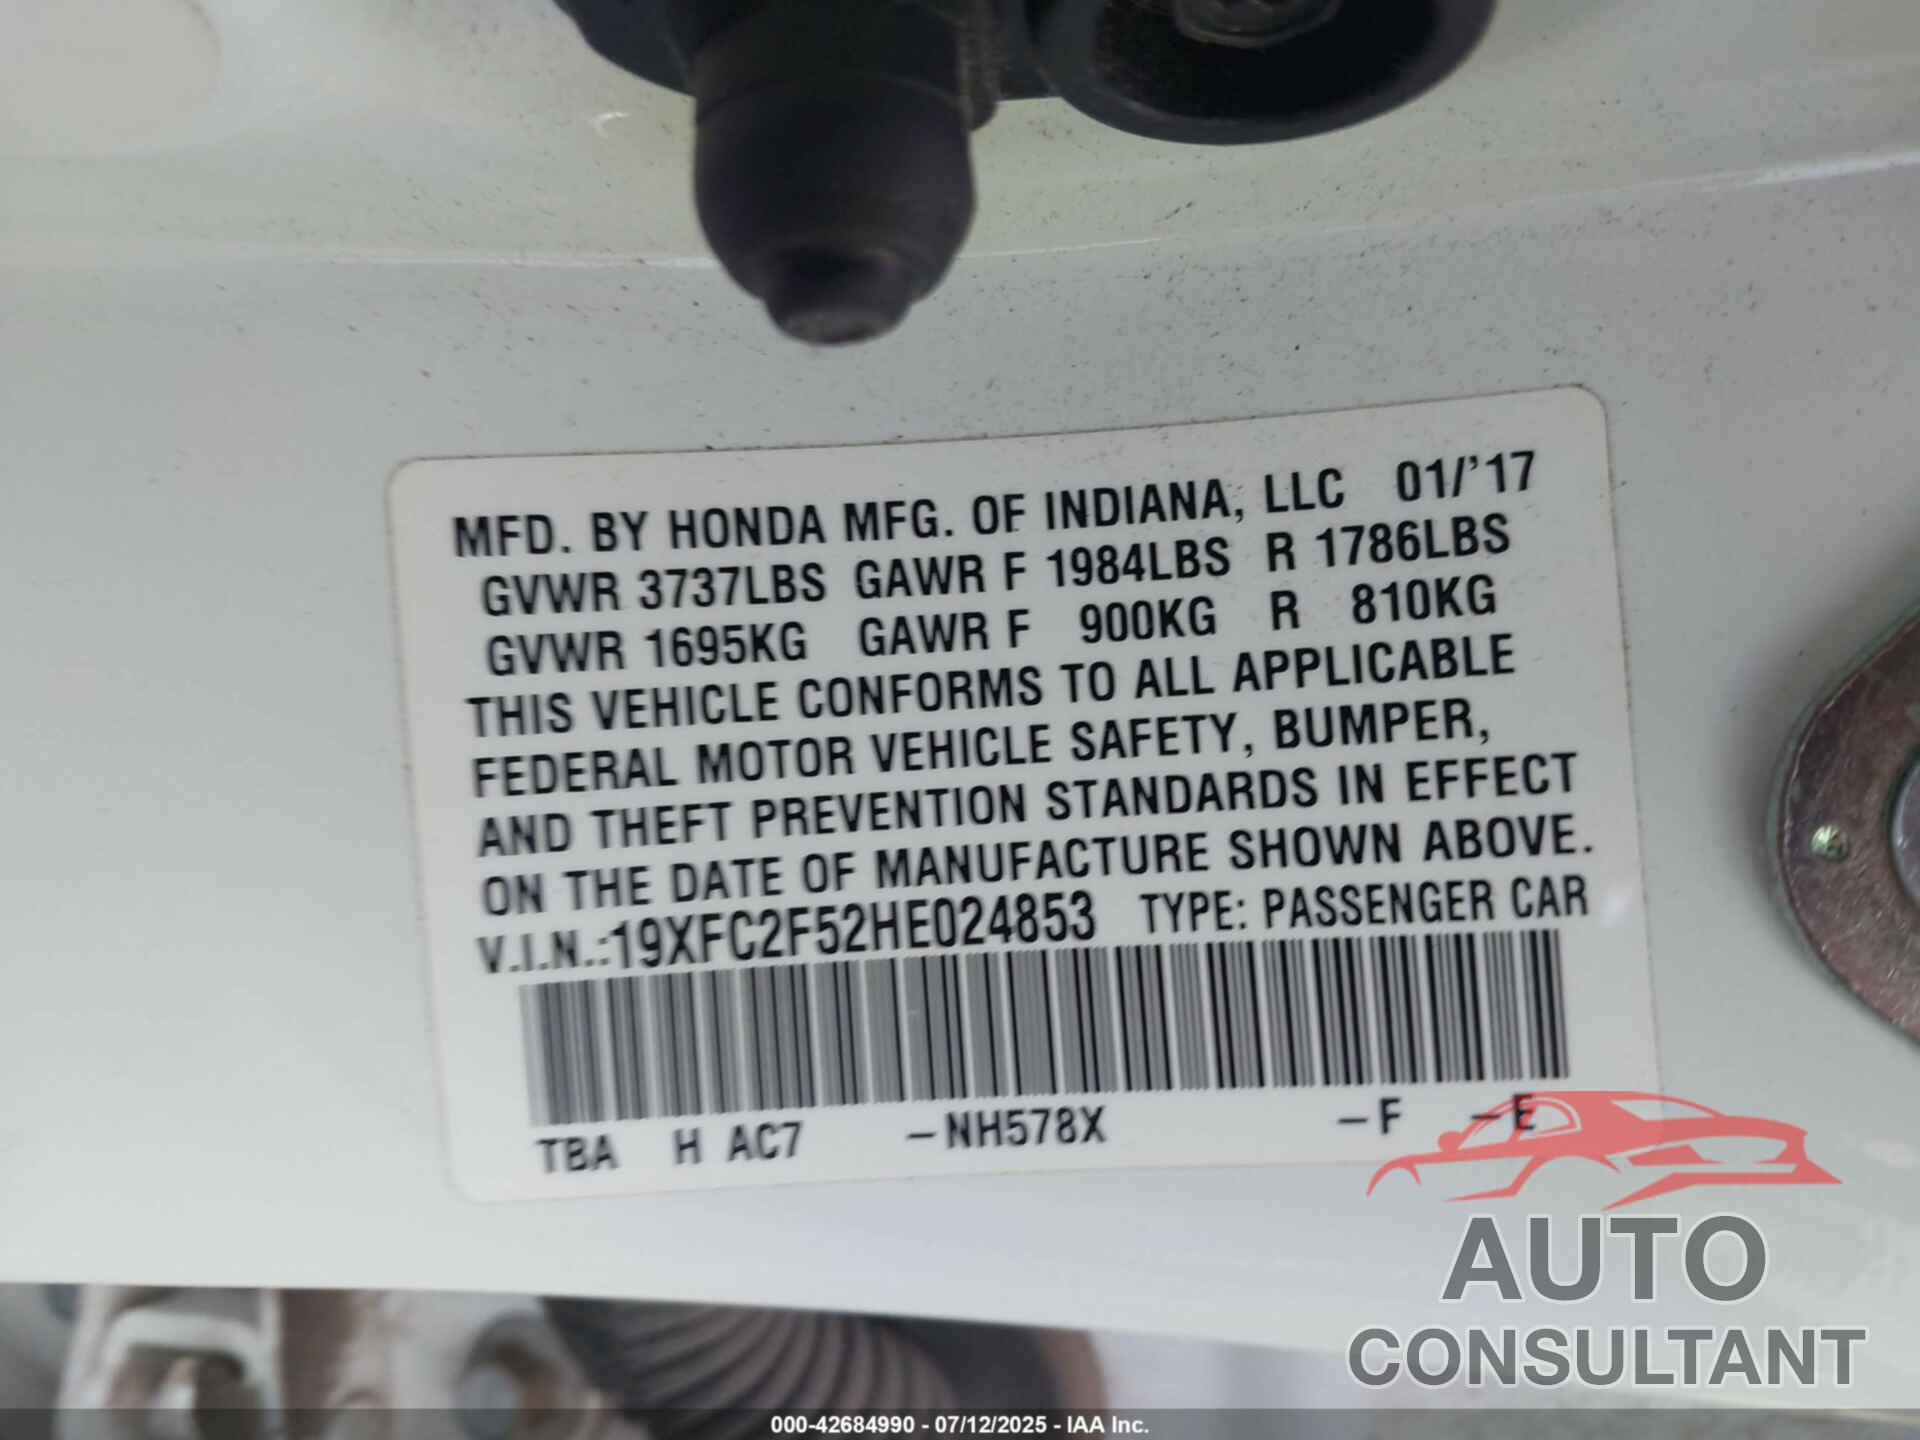 MFD. BY HONDA MFG. OF INDIANA, LLC 01/'17
GVWR 3737LBS GAWR F 1984LBS R 1786LBS
GVWR 1695KG GAWR F 900KG R 810KG
THIS VEHICLE CONFORMS TO ALL APPLICABLE
FEDERAL MOTOR VEHICLE SAFETY, BUMPER,
AND THEFT PREVENTION STANDARDS IN EFFECT
ON THE DATE OF MANUFACTURE SHOWN ABOVE.
V.I.N.:19XFC2F52HE024853 TYPE: PASSENGER CAR
TBA H AC7 –NH578X –F –E
AUTO
CONSULTANT
000-42684990 - 07/12/2025 - IAA Inc.